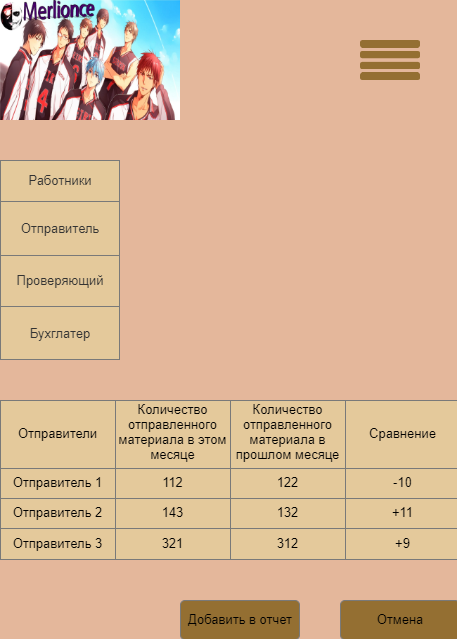 Merlionce
Работники
Отправитель
Проверяющий
Бухглатер
Отправители
Количество
отправленного
материала в этом
месяце
Количество
отправленного
материала в
прошлом месяце
Сравнение
Отправитель 1
112
122
-10
Отправитель 2
143
132
+11
Отправитель 3
321
312
+9
Добавить в отчет
Отмена